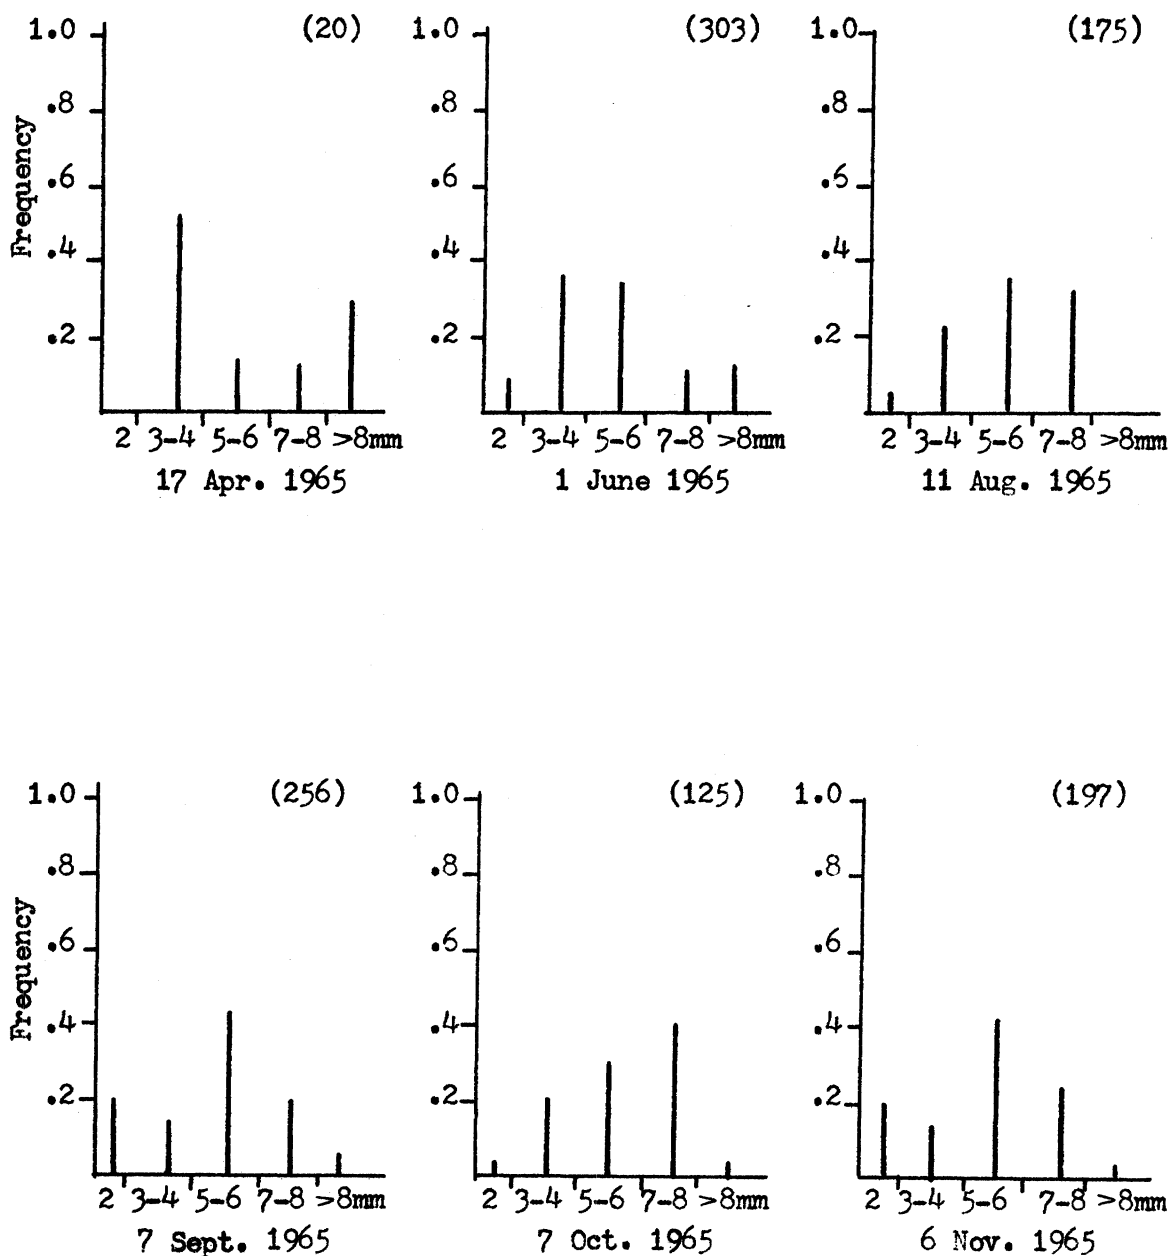 1.0 (20)
.8
.6
.4
.2
Frequency
2 3-4 5-6 7-8 >8mm
17 Apr. 1965
1.0 (303)
.8
.6
.4
.2
2 3-4 5-6 7-8 >8mm
1 June 1965
1.0 (175)
.8
.6
.4
.2
2 3-4 5-6 7-8 >8mm
11 Aug. 1965
1.0 (256)
.8
.6
.4
.2
Frequency
2 3-4 5-6 7-8 >8mm
7 Sept. 1965
1.0 (125)
.8
.6
.4
.2
2 3-4 5-6 7-8 >8mm
7 Oct. 1965
1.0 (197)
.8
.6
.4
.2
2 3-4 5-6 7-8 >8mm
6 Nov. 1965